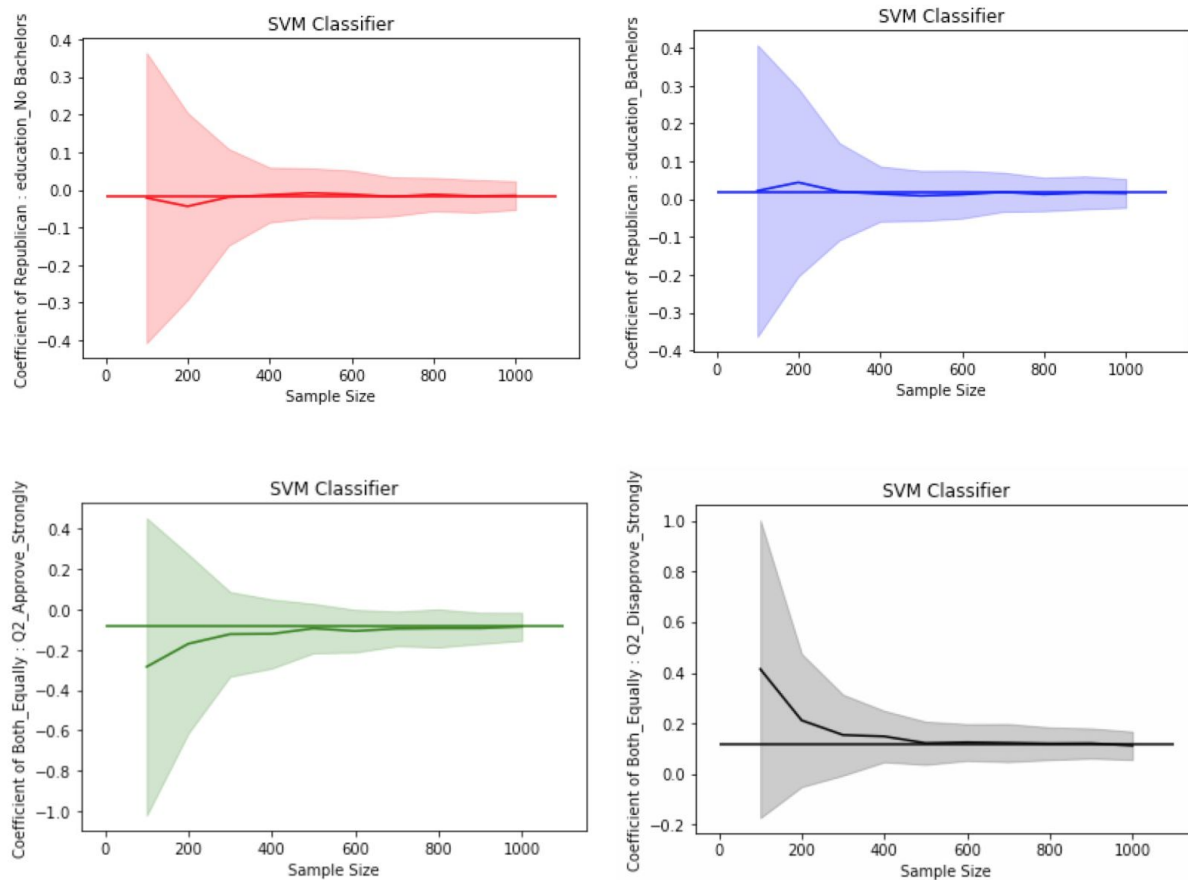 SVM Classifier
Coefficient of Republican : education_No Bachelors
0.4
0.3
0.2
0.1
0.0
−0.1
−0.2
−0.3
−0.4
0 200 400 600 800 1000
Sample Size
SVM Classifier
Coefficient of Republican : education_Bachelors
0.4
0.3
0.2
0.1
0.0
−0.1
−0.2
−0.3
−0.4
0 200 400 600 800 1000
Sample Size
SVM Classifier
Coefficient of Both_Equally : Q2_Approve_Strongly
0.4
0.2
0.0
−0.2
−0.4
−0.6
−0.8
−1.0
0 200 400 600 800 1000
Sample Size
SVM Classifier
Coefficient of Both_Equally : Q2_Disapprove_Strongly
1.0
0.8
0.6
0.4
0.2
0.0
−0.2
0 200 400 600 800 1000
Sample Size